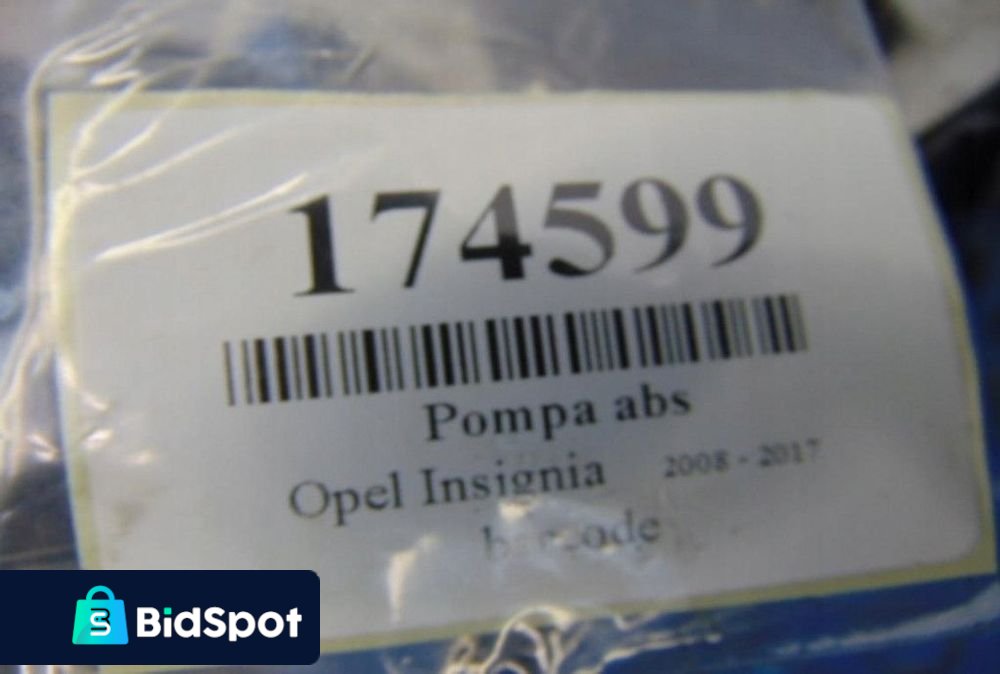 174599
Pompa abs
Opel Insignia 2008 - 2017
BidSpot